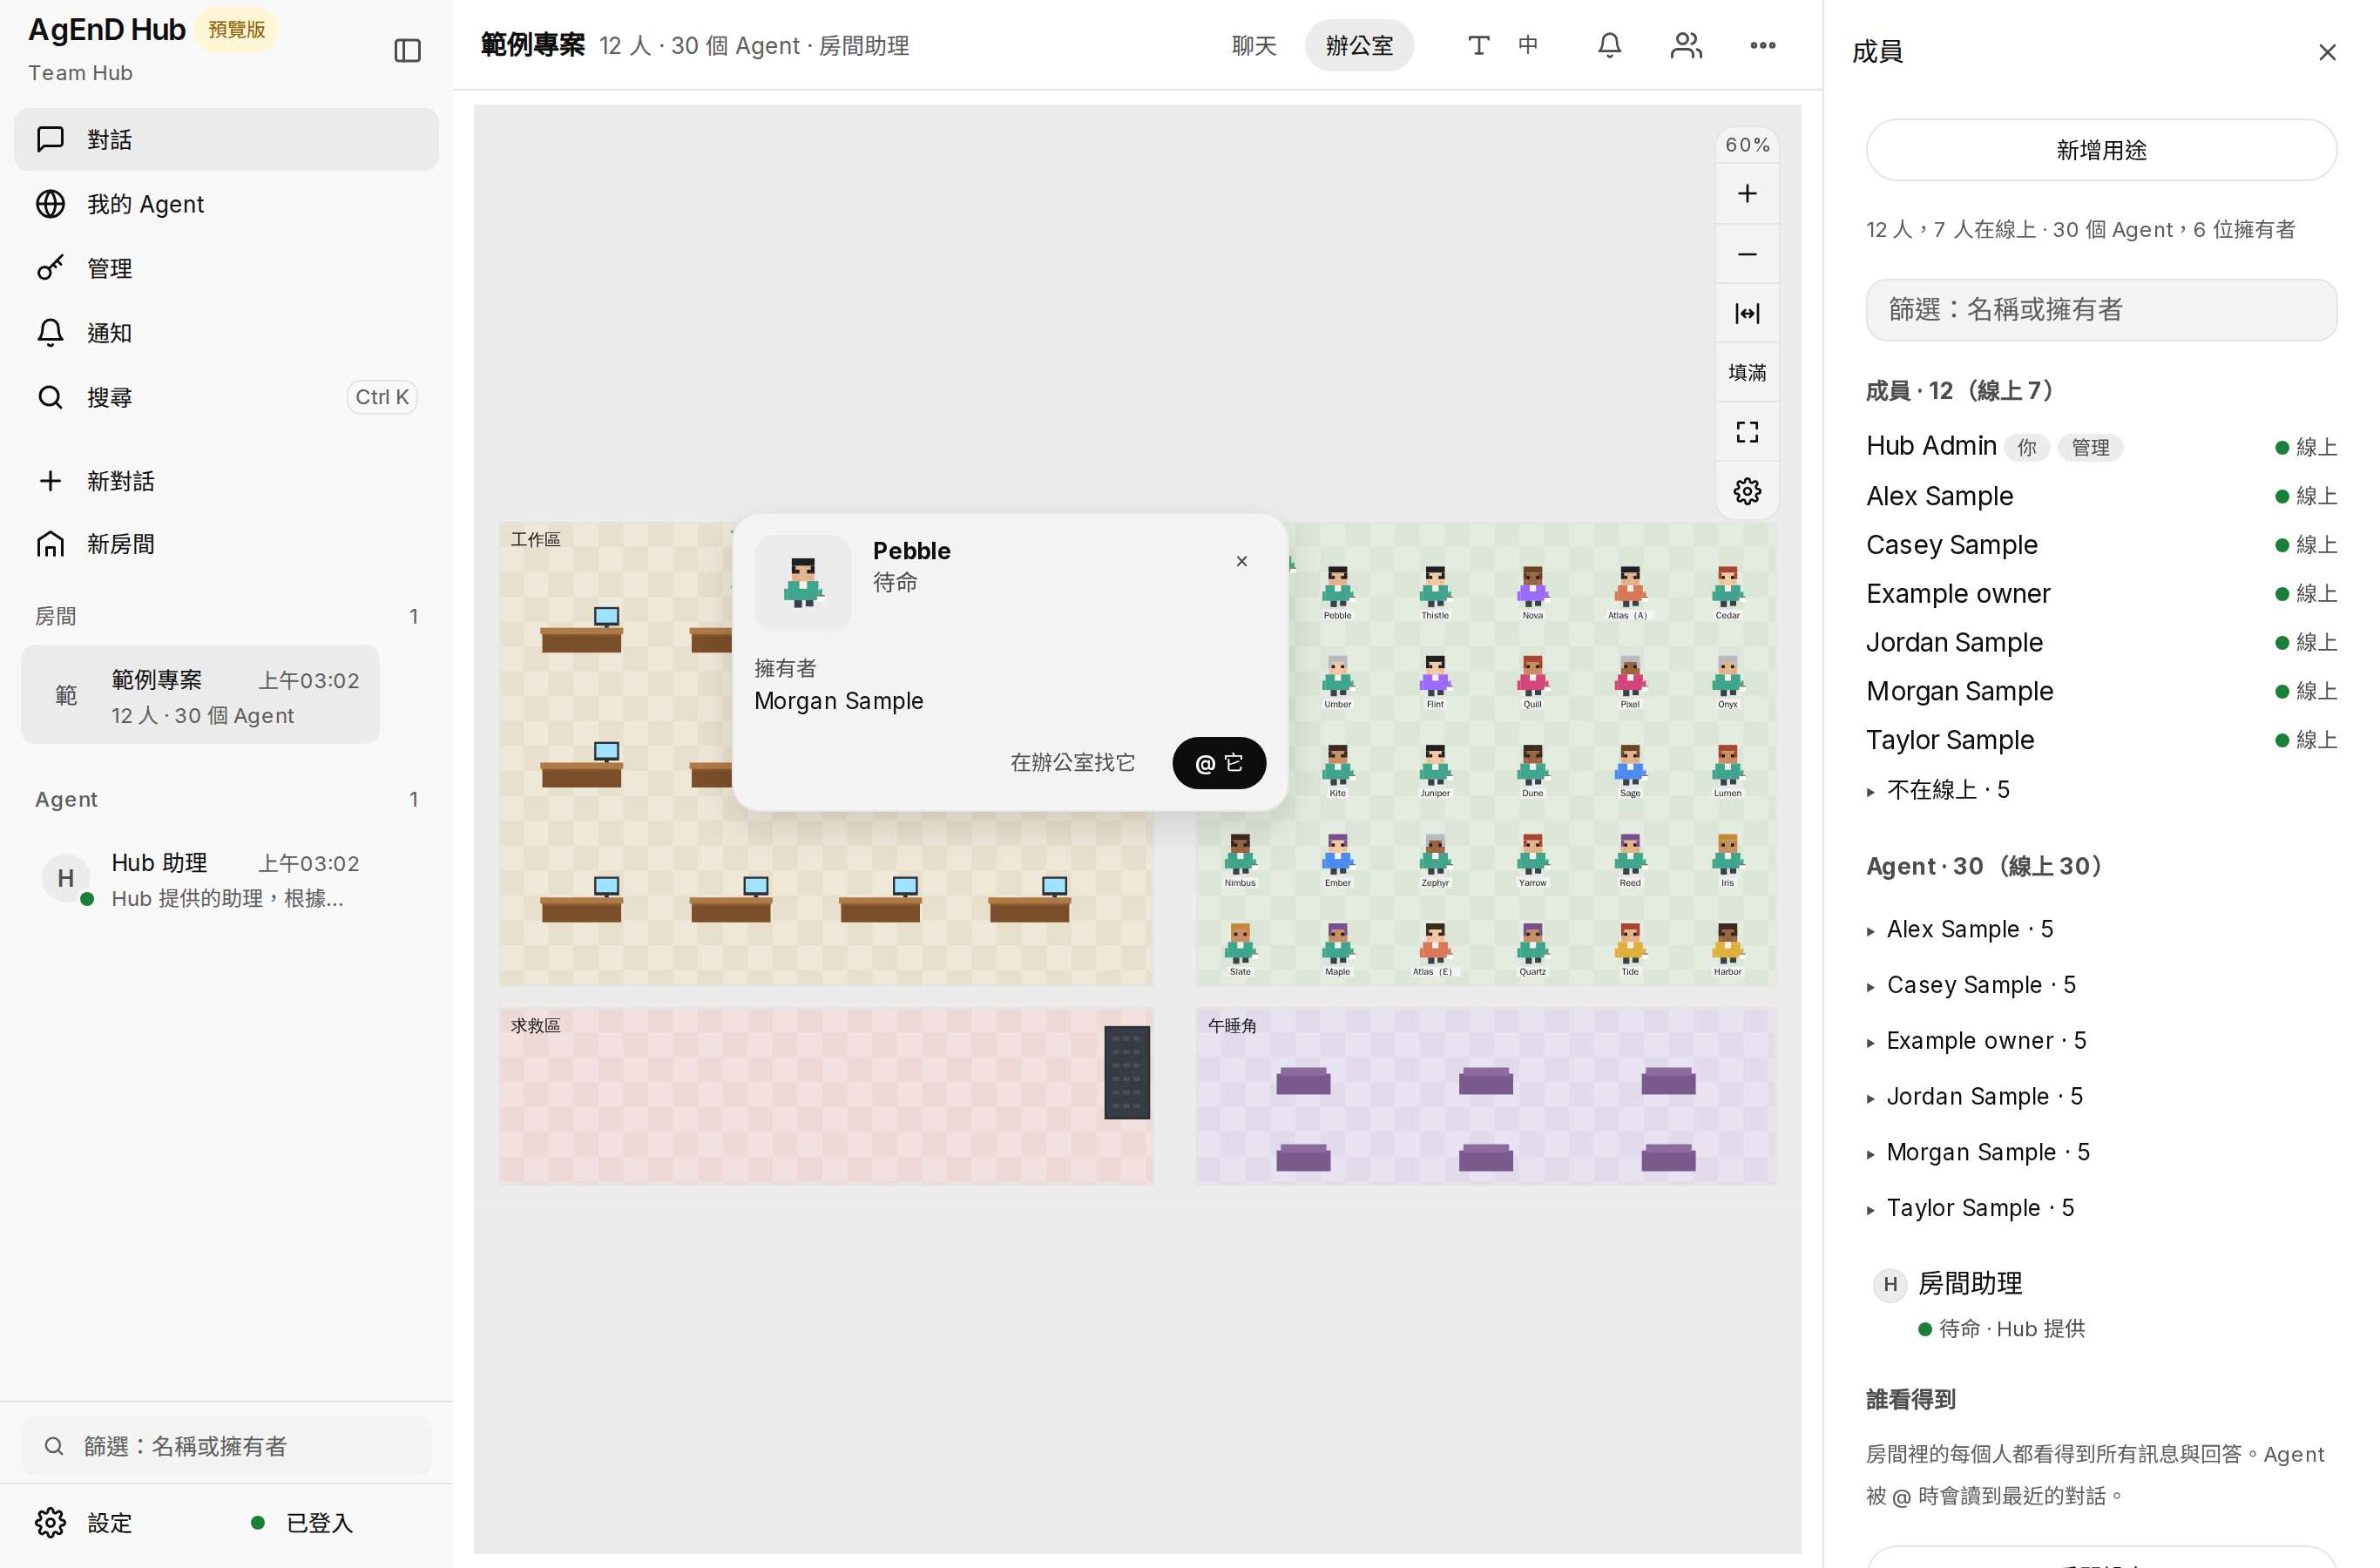 AgEnD Hub 預覽版
Team Hub
對話
我的 Agent
管理
通知
搜尋 Ctrl K
新對話
新房間
房間 1
範 範例專案 上午03:02
12 人 · 30 個 Agent
Agent 1
H Hub 助理 上午03:02
Hub 提供的助理，根據…
篩選：名稱或擁有者
設定 已登入
範例專案 12 人 · 30 個 Agent · 房間助理
聊天 辦公室 T 中
60%
填滿
工作區
Pebble
待命
×
擁有者
Morgan Sample
在辦公室找它
@ 它
Pebble Thistle Nova Atlas（A） Cedar
Umber Flint Quill Pixel Onyx
Kite Juniper Dune Sage Lumen
Nimbus Ember Zephyr Yarrow Reed Iris
Slate Maple Atlas（E） Quartz Tide Harbor
求救區
午睡角
成員
新增用途
12 人，7 人在線上 · 30 個 Agent，6 位擁有者
篩選：名稱或擁有者
成員 · 12（線上 7）
Hub Admin 你 管理 線上
Alex Sample 線上
Casey Sample 線上
Example owner 線上
Jordan Sample 線上
Morgan Sample 線上
Taylor Sample 線上
不在線上 · 5
Agent · 30（線上 30）
Alex Sample · 5
Casey Sample · 5
Example owner · 5
Jordan Sample · 5
Morgan Sample · 5
Taylor Sample · 5
H 房間助理
待命 · Hub 提供
誰看得到
房間裡的每個人都看得到所有訊息與回答。Agent
被 @ 時會讀到最近的對話。